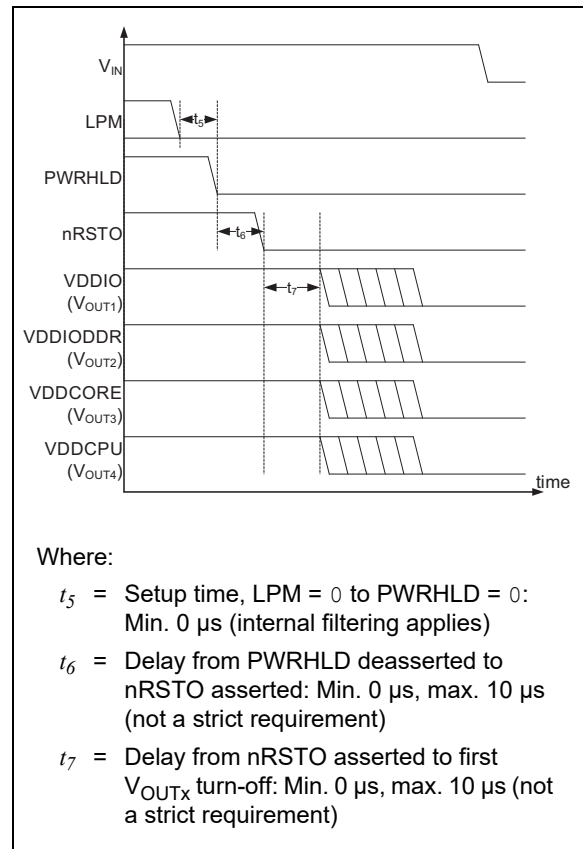 V_IN
LPM
t5
PWRHLD
nRSTO
t6
VDDIO
(V_OUT1)
t7
VDDIODDR
(V_OUT2)
VDDCORE
(V_OUT3)
VDDCPU
(V_OUT4)
time
Where:
t5 = Setup time, LPM = 0 to PWRHLD = 0:
Min. 0 µs (internal filtering applies)
t6 = Delay from PWRHLD deasserted to
nRSTO asserted: Min. 0 µs, max. 10 µs
(not a strict requirement)
t7 = Delay from nRSTO asserted to first
V_OUTx turn-off: Min. 0 µs, max. 10 µs (not
a strict requirement)